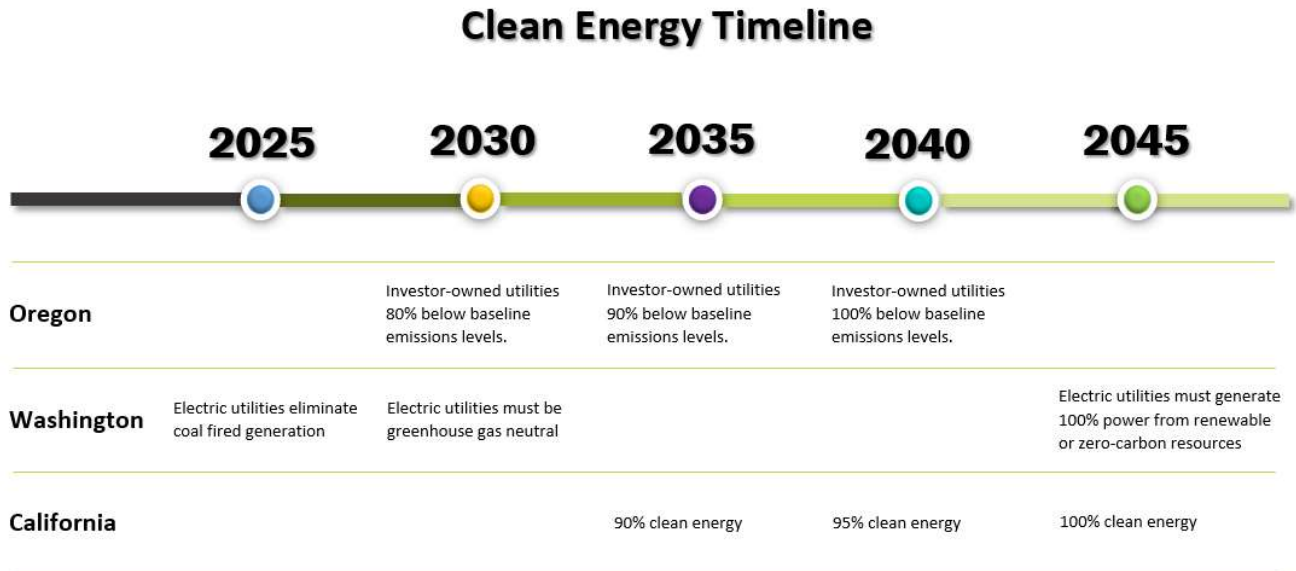 Clean Energy Timeline
2025
2030
2035
2040
2045
Oregon
Investor-owned utilities
80% below baseline
emissions levels.
Investor-owned utilities
90% below baseline
emissions levels.
Investor-owned utilities
100% below baseline
emissions levels.
Washington
Electric utilities eliminate
coal fired generation
Electric utilities must be
greenhouse gas neutral
Electric utilities must generate
100% power from renewable
or zero-carbon resources
California
90% clean energy
95% clean energy
100% clean energy